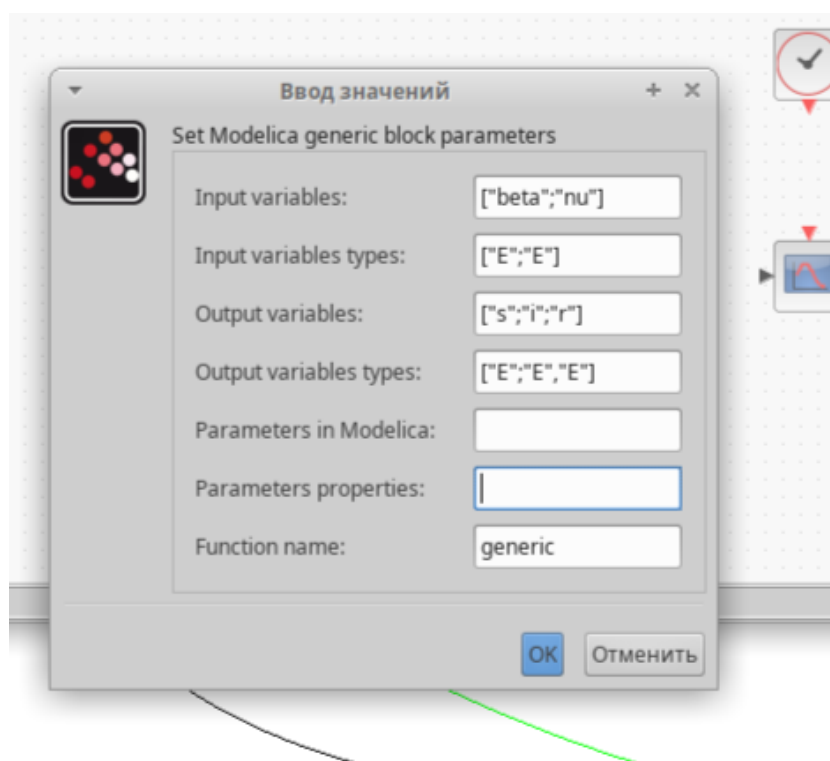 Ввод значений
Set Modelica generic block parameters
Input variables: ["beta";"nu"]
Input variables types: ["E";"E"]
Output variables: ["s";"i";"r"]
Output variables types: ["E";"E","E"]
Parameters in Modelica:
Parameters properties:
Function name: generic
OK Отменить